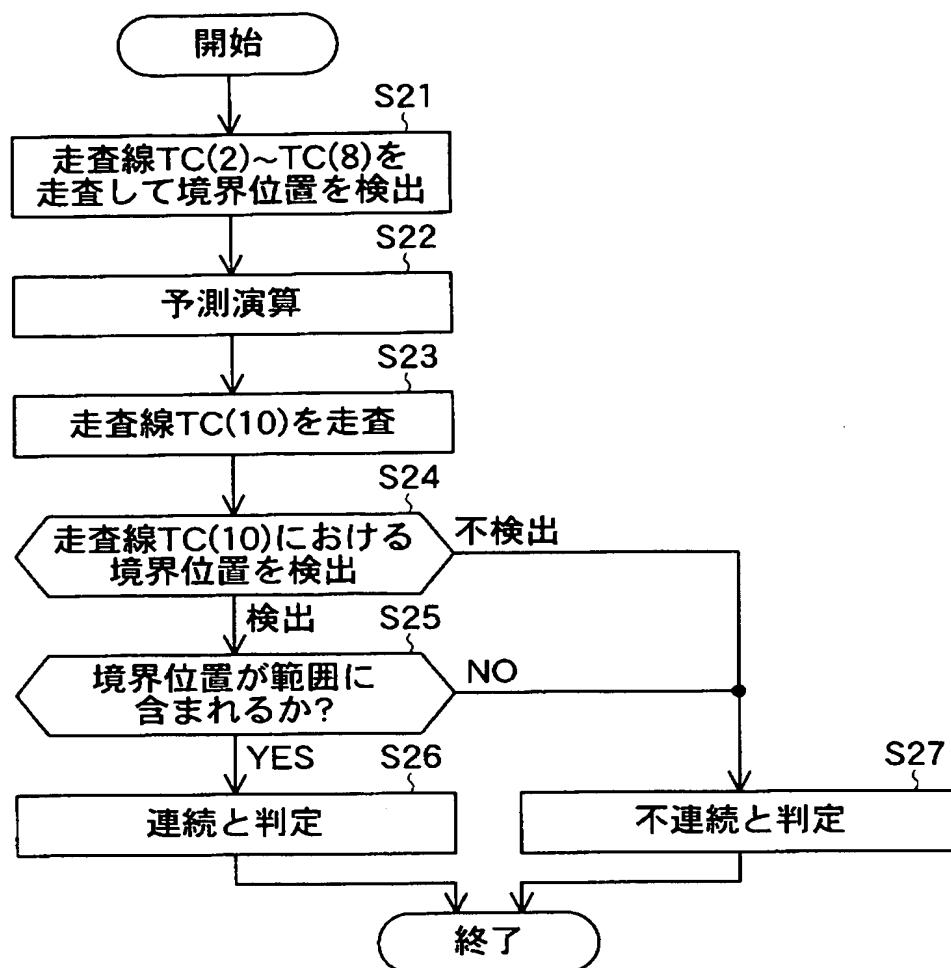 開始
S21
走査線TC(2)~TC(8)を
走査して境界位置を検出
S22
予測演算
S23
走査線TC(10)を走査
S24
走査線TC(10)における
境界位置を検出
不検出
検出
S25
境界位置が範囲に
含まれるか?
NO
YES
S26
連続と判定
S27
不連続と判定
終了